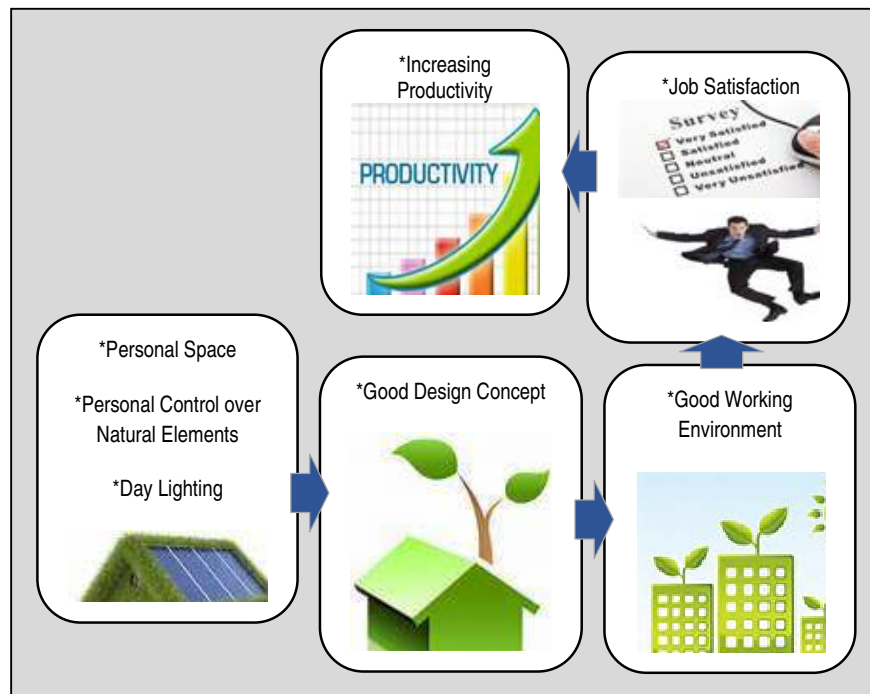 *Increasing
Productivity
PRODUCTIVITY
*Job Satisfaction
Survey
Very Satisfied
Satisfied
Neutral
Unsatisfied
Very Unsatisfied
*Personal Space
*Personal Control over
Natural Elements
*Day Lighting
*Good Design Concept
*Good Working
Environment